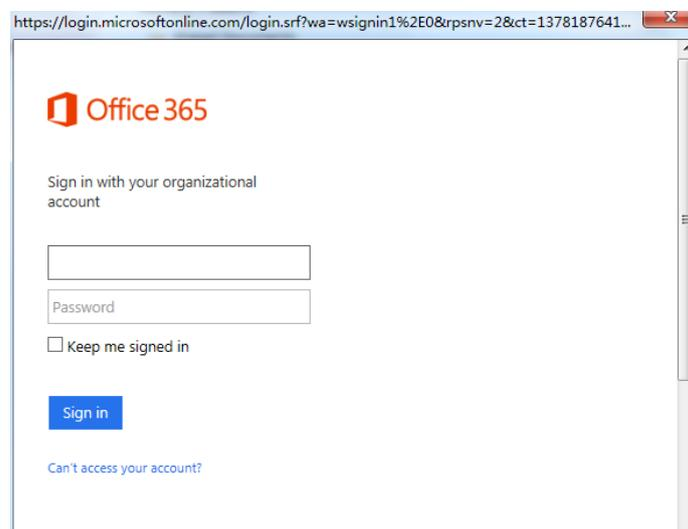 https://login.microsoftonline.com/login.srf?wa=wsignin1%2E0&rpsnv=2&ct=1378187641...
Office 365
Sign in with your organizational
account
Password
Keep me signed in
Sign in
Can't access your account?